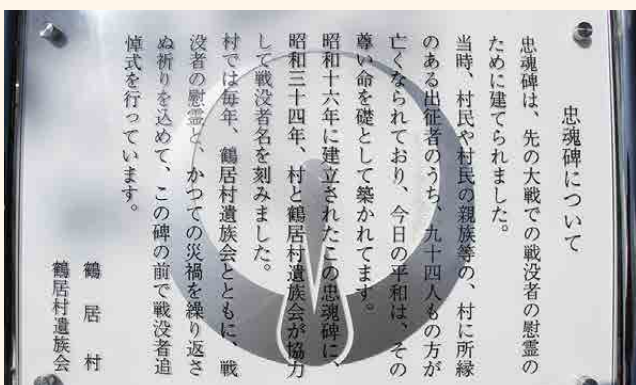 忠魂碑について
忠魂碑は、先の大戦での戦没者の慰霊の
ために建てられました。
当時、村民や村民の親族等の、村に所縁
のある出征者のうち、九十四人もの方が
亡くなられており、今日の平和は、その
尊い命を礎として築かれてます。
昭和十六年に建立されたこの忠魂碑に、
昭和三十四年、村と鶴居村遺族会が協力
して戦没者名を刻みました。
村では毎年、鶴居村遺族会とともに、戦
没者の慰霊と、かつての災禍を繰り返さ
ぬ祈りを込めて、この碑の前で戦没者追
悼式を行っています。
鶴居村
鶴居村遺族会